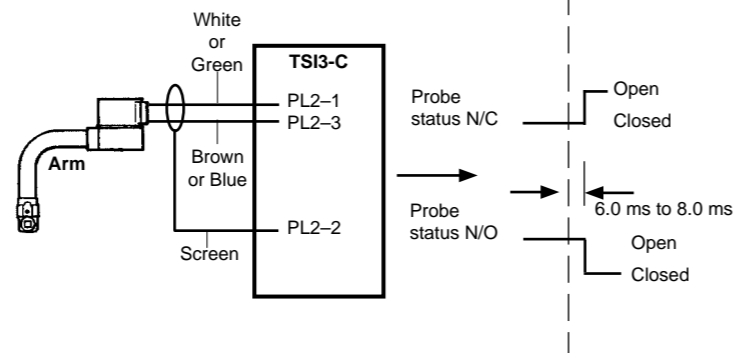 White
or
Green
TSI3-C
PL2–1
PL2–3
Arm
Brown
or Blue
PL2–2
Screen
Probe
status N/C
Open
Closed
6.0 ms to 8.0 ms
Probe
status N/O
Open
Closed